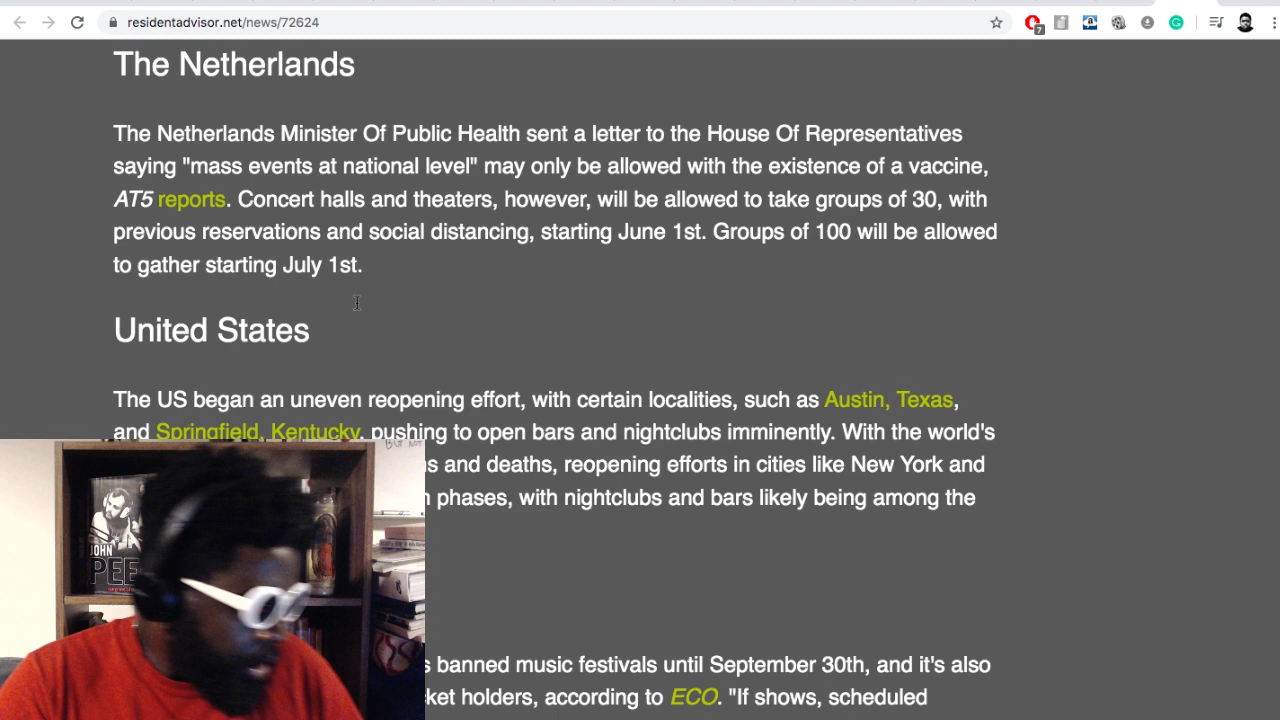 residentadvisor.net/news/72624
7
The Netherlands
The Netherlands Minister Of Public Health sent a letter to the House Of Representatives
saying "mass events at national level" may only be allowed with the existence of a vaccine,
AT5 reports. Concert halls and theaters, however, will be allowed to take groups of 30, with
previous reservations and social distancing, starting June 1st. Groups of 100 will be allowed
to gather starting July 1st.
United States
The US began an uneven reopening effort, with certain localities, such as Austin, Texas,
and Springfield, Kentucky, pushing to open bars and nightclubs imminently. With the world's
BUT NOT
s and deaths, reopening efforts in cities like New York and
phases, with nightclubs and bars likely being among the
JOHN
PEE
s banned music festivals until September 30th, and it's also
ket holders, according to ECO. "If shows, scheduled